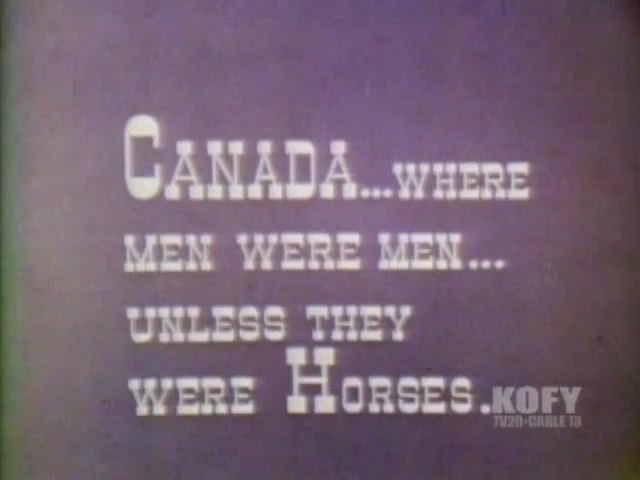 CANADA...WHERE
MEN WERE MEN...
UNLESS THEY
WERE HORSES.
KOFY
TV20•CABLE 13